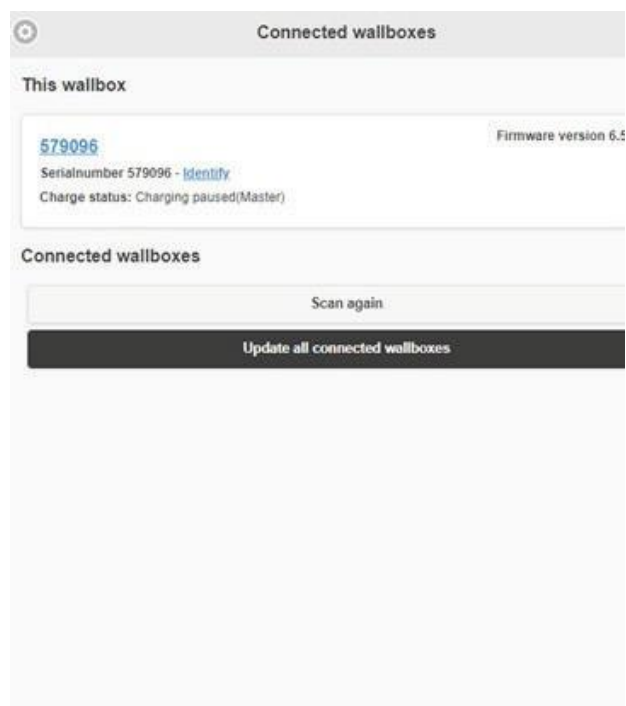 Connected wallboxes
This wallbox
579096
Firmware version 6.5
Serialnumber 579096 - Identify
Charge status: Charging paused(Master)
Connected wallboxes
Scan again
Update all connected wallboxes